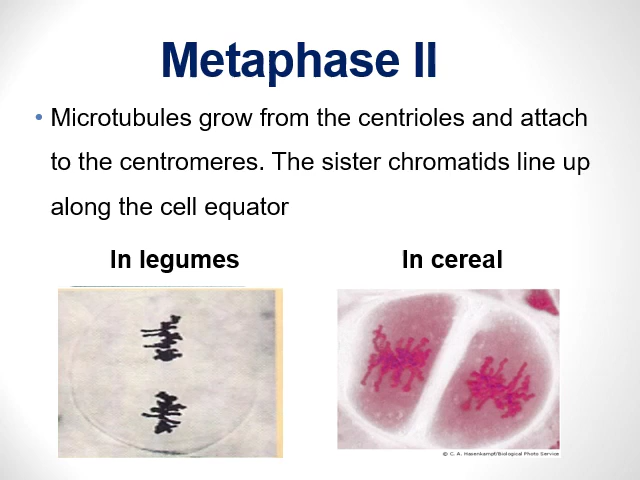 Metaphase II
• Microtubules grow from the centrioles and attach
to the centromeres. The sister chromatids line up
along the cell equator
In legumes
In cereal
© C. A. Hasenkampf/Biological Photo Service